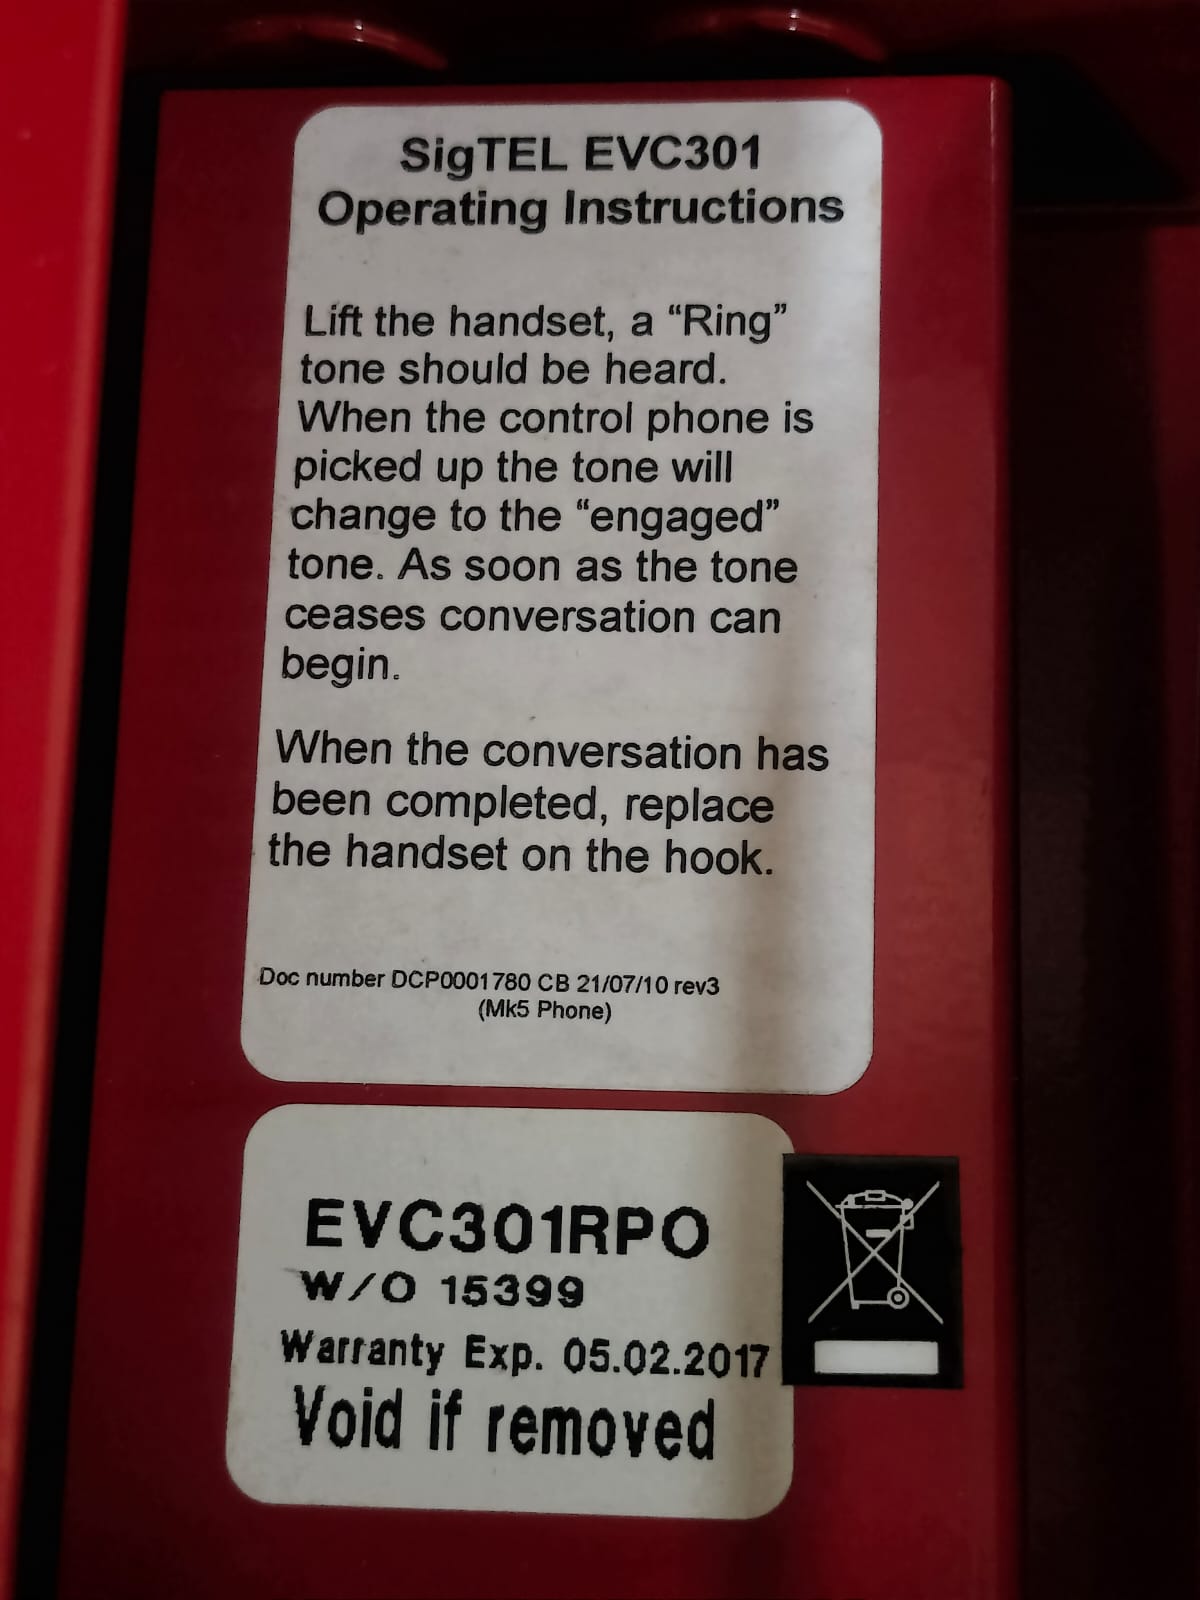 SigTEL EVC301
Operating Instructions
Lift the handset, a “Ring”
tone should be heard.
When the control phone is
picked up the tone will
change to the “engaged”
tone. As soon as the tone
ceases conversation can
begin.
When the conversation has
been completed, replace
the handset on the hook.
Doc number DCP0001780 CB 21/07/10 rev3
(Mk5 Phone)
EVC301RPO
W/O 15399
Warranty Exp. 05.02.2017
Void if removed